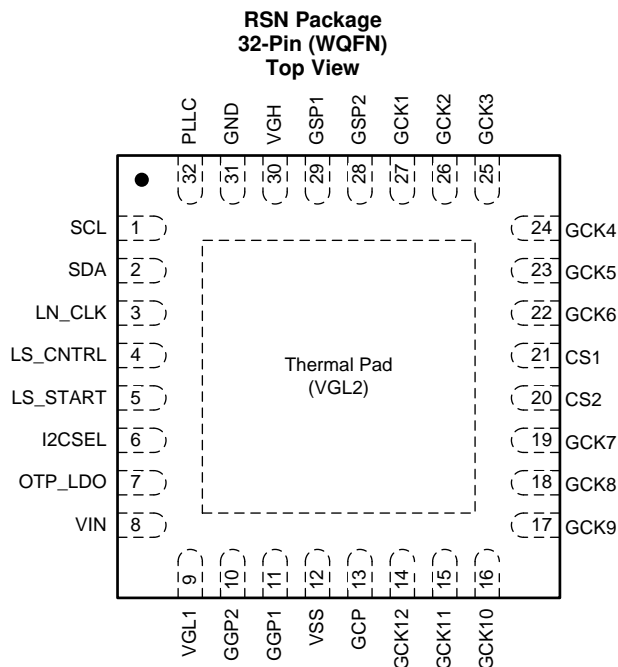 RSN Package
32-Pin (WQFN)
Top View
PLLC
GND
VGH
GSP1
GSP2
GCK1
GCK2
GCK3
32
31
30
29
28
27
26
25
SCL 1
24 GCK4
SDA 2
23 GCK5
LN_CLK 3
22 GCK6
LS_CNTRL 4
21 CS1
LS_START 5
20 CS2
I2CSEL 6
19 GCK7
OTP_LDO 7
18 GCK8
VIN 8
17 GCK9
Thermal Pad
(VGL2)
9
10
11
12
13
14
15
16
VGL1
GGP2
GGP1
VSS
GCP
GCK12
GCK11
GCK10